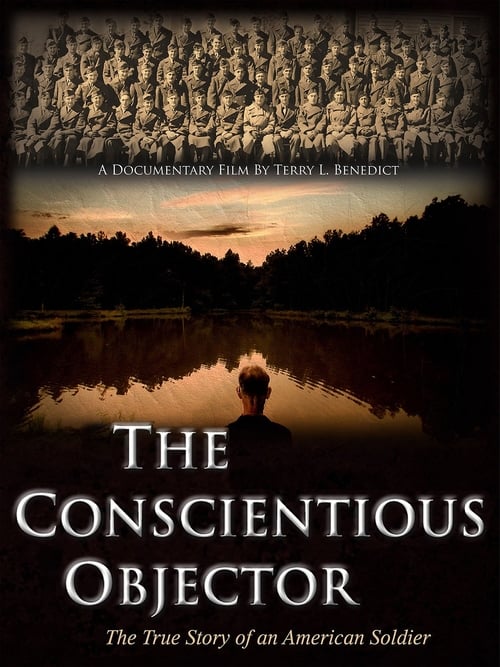 A Documentary Film By Terry L. Benedict
The
Conscientious
Objector
The True Story of an American Soldier